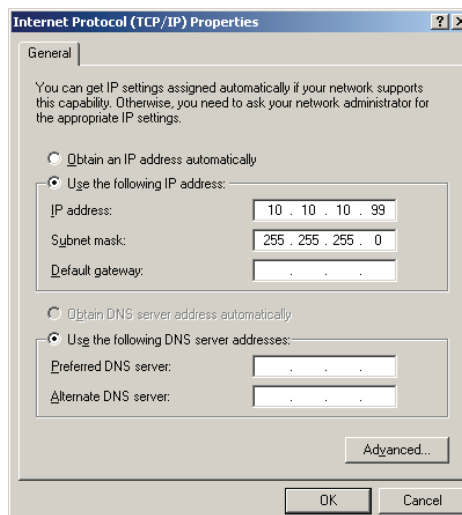 Internet Protocol (TCP/IP) Properties ? X
General
You can get IP settings assigned automatically if your network supports
this capability. Otherwise, you need to ask your network administrator for
the appropriate IP settings.
Obtain an IP address automatically
Use the following IP address:
IP address: 10 . 10 . 10 . 99
Subnet mask: 255 . 255 . 255 . 0
Default gateway: . . .
Obtain DNS server address automatically
Use the following DNS server addresses:
Preferred DNS server: . . .
Alternate DNS server: . . .
Advanced...
OK Cancel